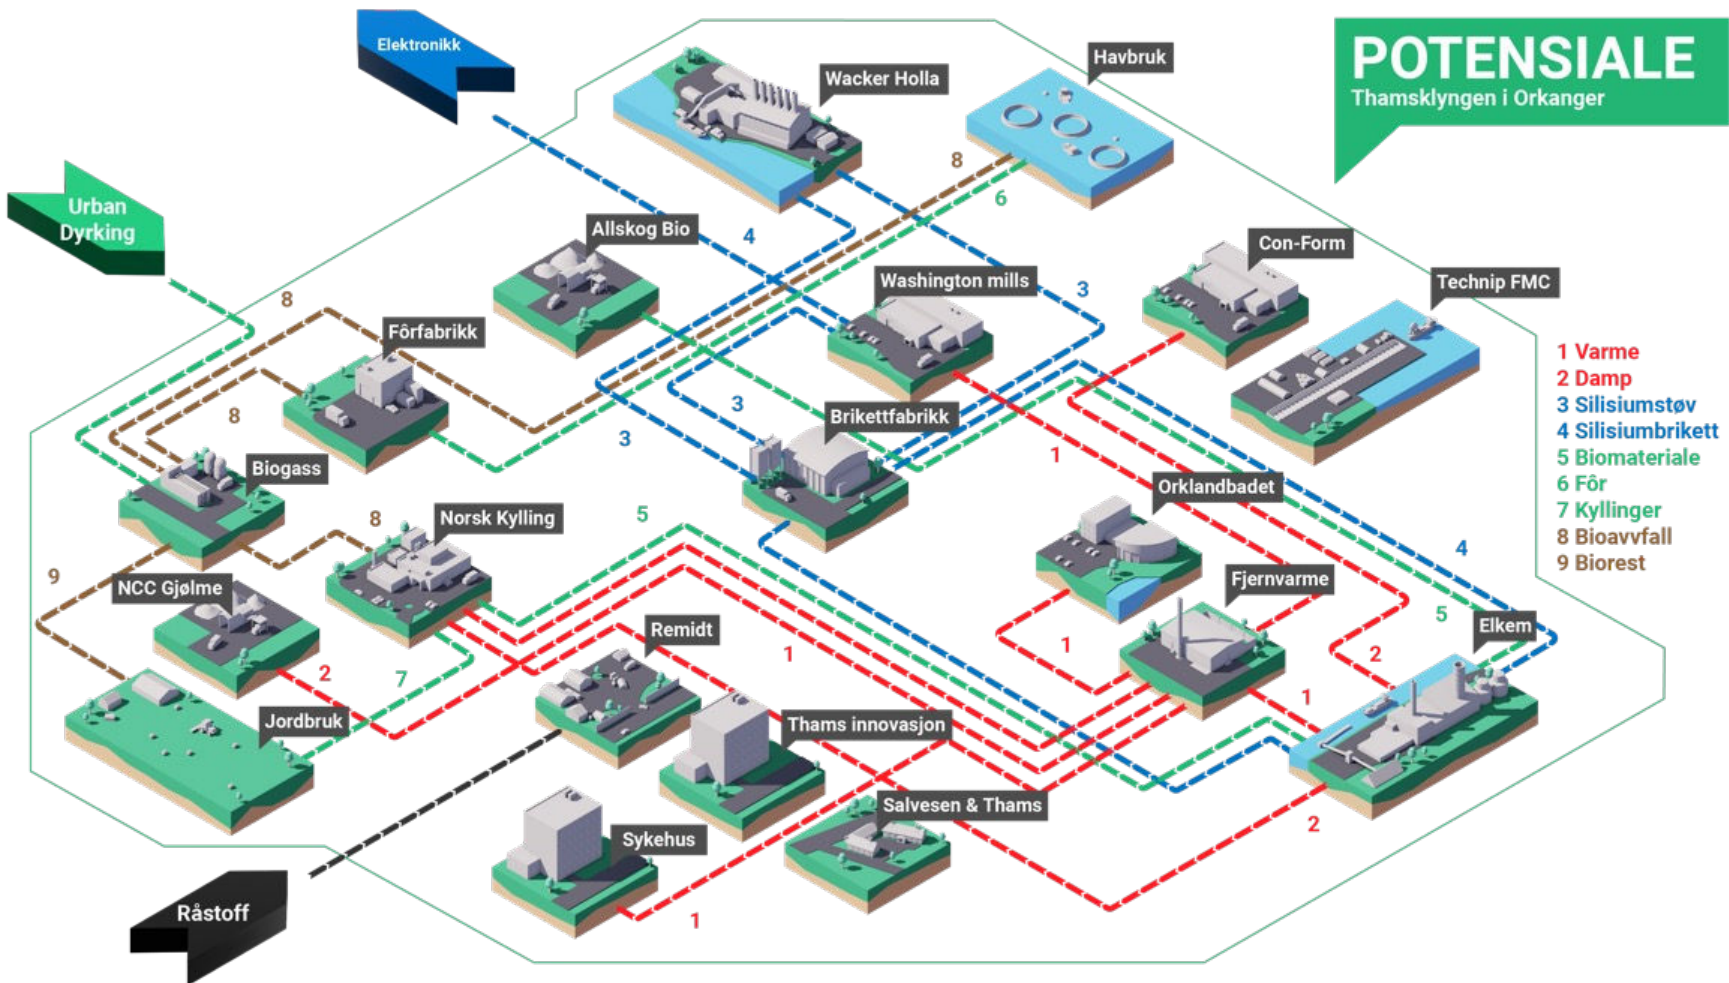 POTENSIALE
Thamsklyngen i Orkanger
Elektronikk
Wacker Holla
Havbruk
8
6
Urban
Dyrking
Allskog Bio
4
Con-Form
Washington mills
Technip FMC
3
8
Fôrfabrikk
1 Varme
2 Damp
3 Silisiumstøv
4 Silisiumbrikett
5 Biomateriale
6 Fôr
7 Kyllinger
8 Bioavvfall
9 Biorest
8
3
3
Brikettfabrikk
1
Biogass
Orklandbadet
Norsk Kylling
8
5
4
9
NCC Gjølme
Fjernvarme
5
Elkem
Remidt
1
1
2
2
7
1
Jordbruk
Thams innovasjon
Salvesen & Thams
2
Sykehus
1
Råstoff